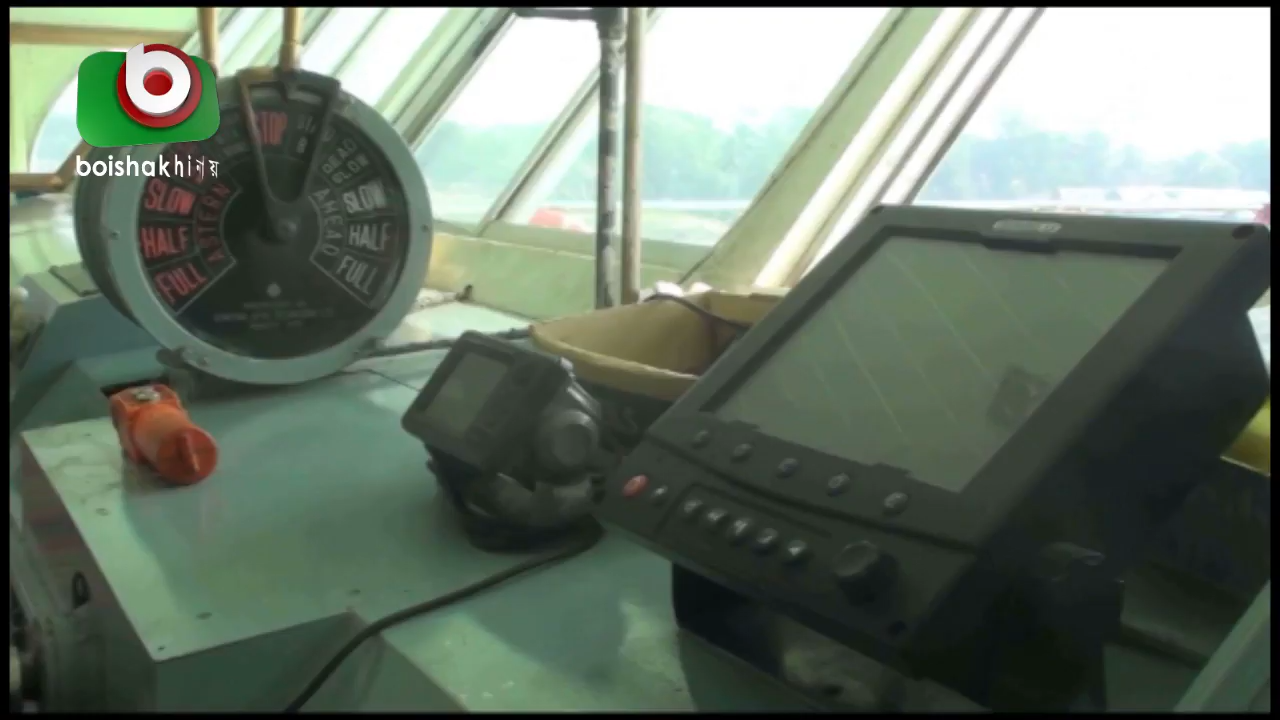 boishakhi
STOP
DEAD
SLOW
SLOW
SLOW
HALF
HALF
FULL
FULL
ASTERN
AHEAD